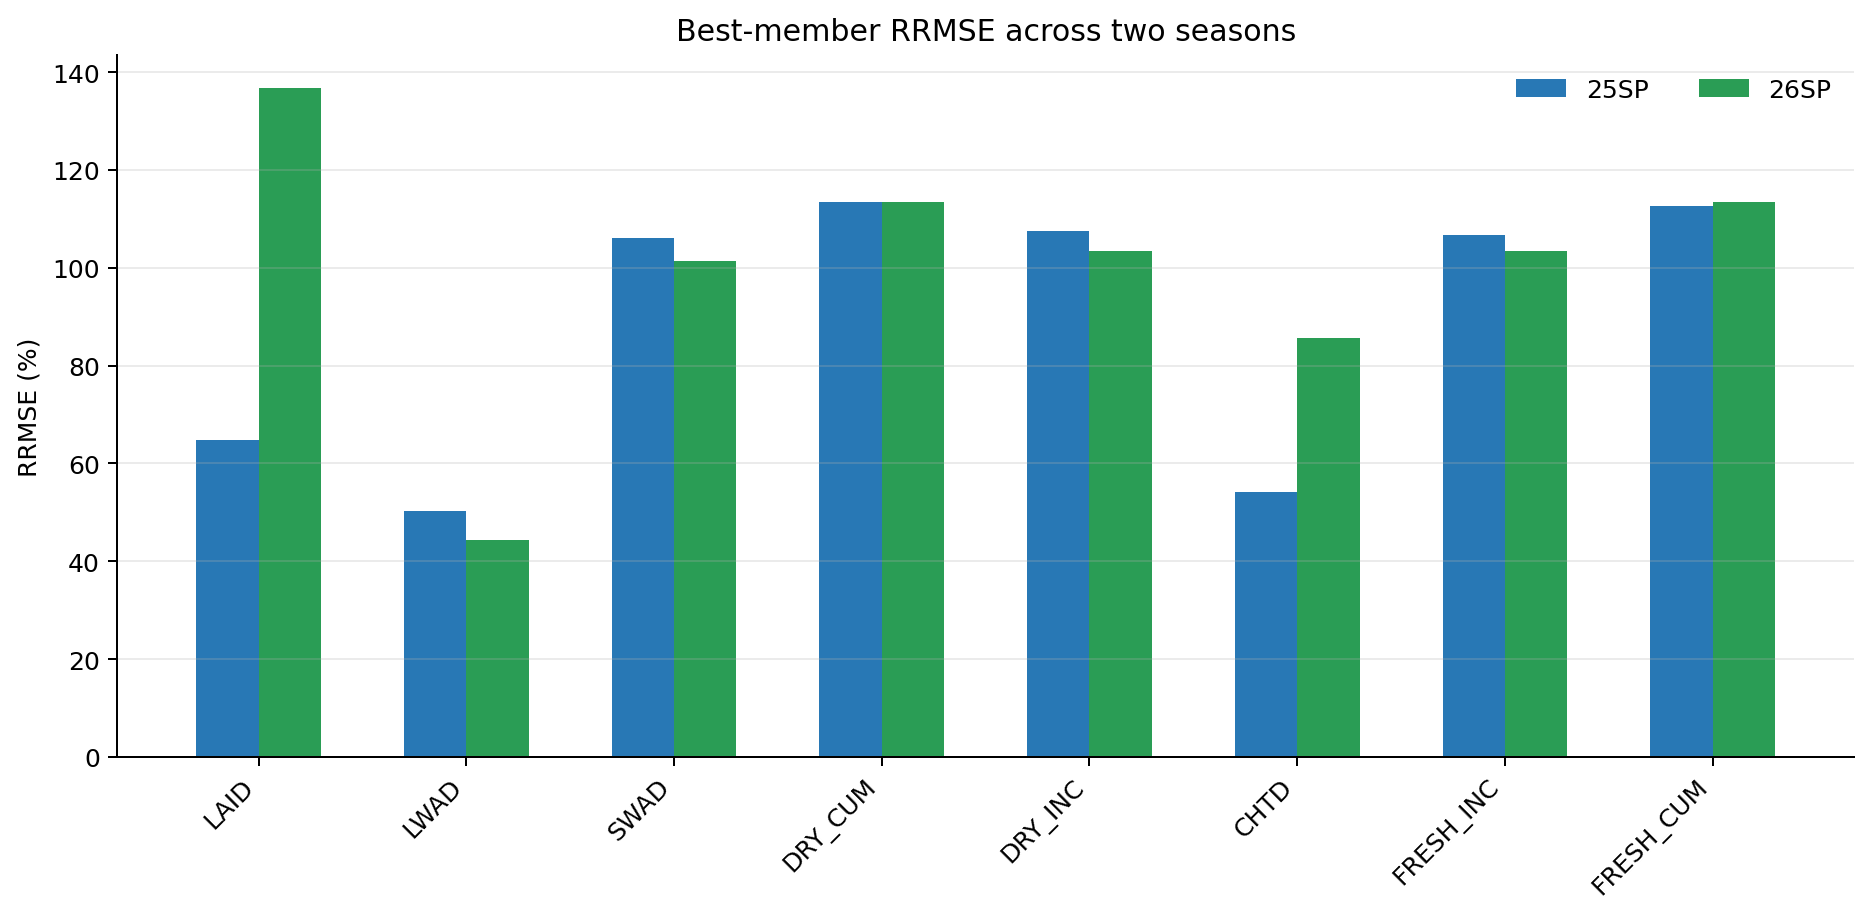 Best-member RRMSE across two seasons
25SP 26SP
RRMSE (%)
140
120
100
80
60
40
20
0
LAID LWAD SWAD DRY_CUM DRY_INC CHTD FRESH_INC FRESH_CUM